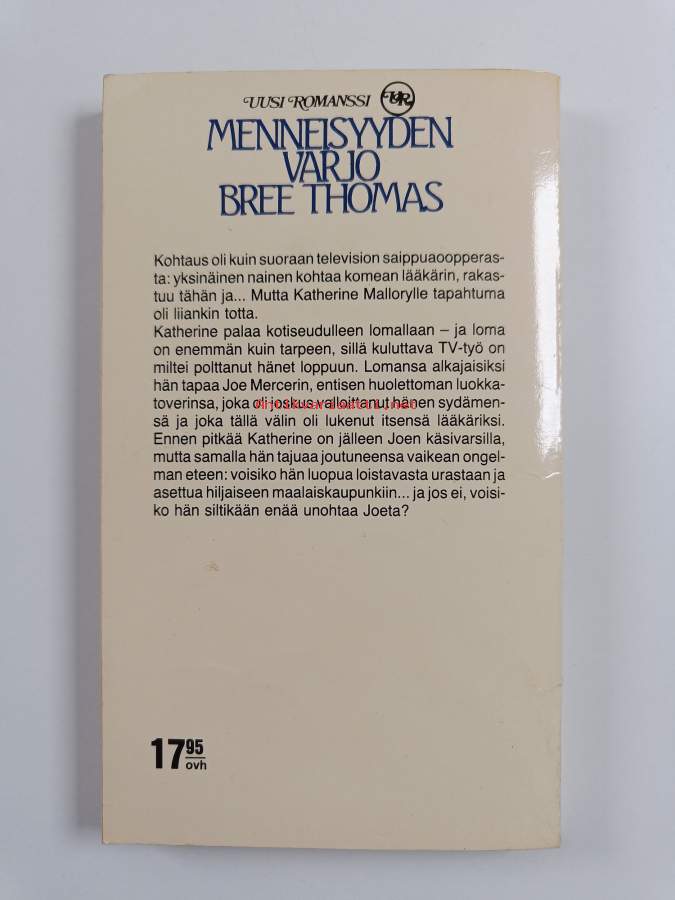 UUSI ROMANSSI UR
MENNEISYYDEN
VARJO
BREE THOMAS
Kohtaus oli kuin suoraan television saippuaoopperas-
ta: yksinäinen nainen kohtaa komean lääkärin, rakas-
tuu tähän ja... Mutta Katherine Mallorylle tapahtuma
oli liiankin totta.
Katherine palaa kotiseudulleen lomallaan – ja loma
on enemmän kuin tarpeen, sillä kuluttava TV-työ on
miltei polttanut hänet loppuun. Lomansa alkajaisiksi
hän tapaa Joe Mercerin, entisen huolettoman luokka-
toverinsa, joka oli joskus valloittanut hänen sydämen-
Antikvariaatti.net
sä ja joka tällä välin oli lukenut itsensä lääkäriksi.
Ennen pitkää Katherine on jälleen Joen käsivarsilla,
mutta samalla hän tajuaa joutuneensa vaikean ongel-
man eteen: voisiko hän luopua loistavasta urastaan ja
asettua hiljaiseen maalaiskaupunkiin... ja jos ei, voisi-
ko hän siltikään enää unohtaa Joeta?
17 95
ovh